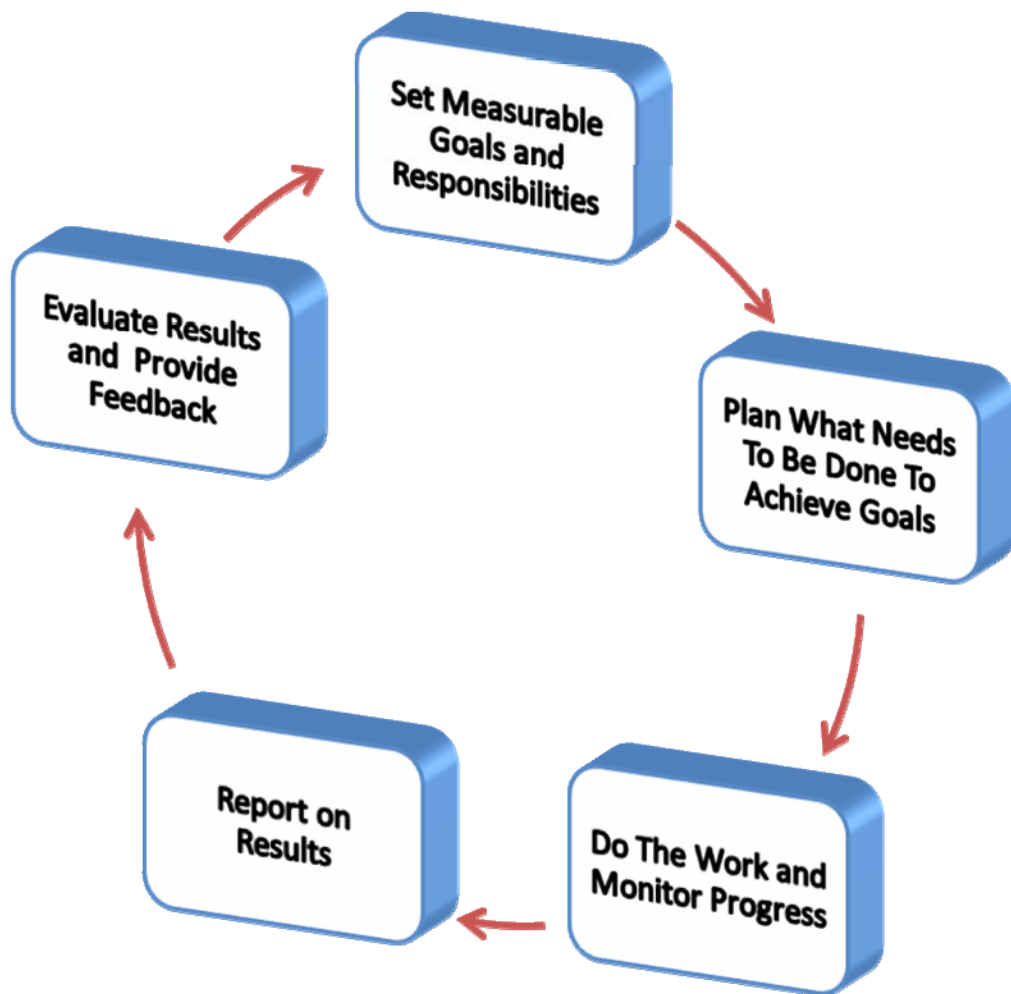 Set Measurable
Goals and
Responsibilities
Plan What Needs
To Be Done To
Achieve Goals
Do The Work and
Monitor Progress
Report on
Results
Evaluate Results
and Provide
Feedback